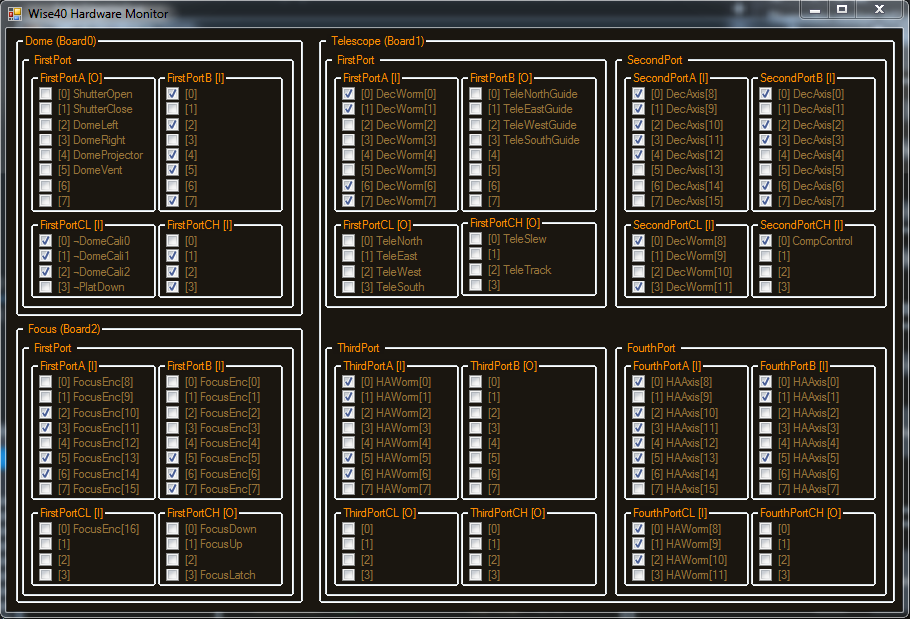 Wise40 Hardware Monitor
Dome (Board0)
FirstPort
FirstPortA [O]
[0] ShutterOpen
[1] ShutterClose
[2] DomeLeft
[3] DomeRight
[4] DomeProjector
[5] DomeVent
[6]
[7]
FirstPortB [I]
[0]
[1]
[2]
[3]
[4]
[5]
[6]
[7]
FirstPortCL [I]
[0] ~DomeCali0
[1] ~DomeCali1
[2] ~DomeCali2
[3] ~PlatDown
FirstPortCH [I]
[0]
[1]
[2]
[3]
Focus (Board2)
FirstPort
FirstPortA [I]
[0] FocusEnc[8]
[1] FocusEnc[9]
[2] FocusEnc[10]
[3] FocusEnc[11]
[4] FocusEnc[12]
[5] FocusEnc[13]
[6] FocusEnc[14]
[7] FocusEnc[15]
FirstPortB [I]
[0] FocusEnc[0]
[1] FocusEnc[1]
[2] FocusEnc[2]
[3] FocusEnc[3]
[4] FocusEnc[4]
[5] FocusEnc[5]
[6] FocusEnc[6]
[7] FocusEnc[7]
FirstPortCL [I]
[0] FocusEnc[16]
[1]
[2]
[3]
FirstPortCH [O]
[0] FocusDown
[1] FocusUp
[2]
[3] FocusLatch
Telescope (Board1)
FirstPort
FirstPortA [I]
[0] DecWorm[0]
[1] DecWorm[1]
[2] DecWorm[2]
[3] DecWorm[3]
[4] DecWorm[4]
[5] DecWorm[5]
[6] DecWorm[6]
[7] DecWorm[7]
FirstPortB [O]
[0] TeleNorthGuide
[1] TeleEastGuide
[2] TeleWestGuide
[3] TeleSouthGuide
[4]
[5]
[6]
[7]
FirstPortCL [O]
[0] TeleNorth
[1] TeleEast
[2] TeleWest
[3] TeleSouth
FirstPortCH [O]
[0] TeleSlew
[1]
[2] TeleTrack
[3]
SecondPort
SecondPortA [I]
[0] DecAxis[8]
[1] DecAxis[9]
[2] DecAxis[10]
[3] DecAxis[11]
[4] DecAxis[12]
[5] DecAxis[13]
[6] DecAxis[14]
[7] DecAxis[15]
SecondPortB [I]
[0] DecAxis[0]
[1] DecAxis[1]
[2] DecAxis[2]
[3] DecAxis[3]
[4] DecAxis[4]
[5] DecAxis[5]
[6] DecAxis[6]
[7] DecAxis[7]
SecondPortCL [I]
[0] DecWorm[8]
[1] DecWorm[9]
[2] DecWorm[10]
[3] DecWorm[11]
SecondPortCH [I]
[0] CompControl
[1]
[2]
[3]
ThirdPort
ThirdPortA [I]
[0] HAWorm[0]
[1] HAWorm[1]
[2] HAWorm[2]
[3] HAWorm[3]
[4] HAWorm[4]
[5] HAWorm[5]
[6] HAWorm[6]
[7] HAWorm[7]
ThirdPortB [O]
[0]
[1]
[2]
[3]
[4]
[5]
[6]
[7]
ThirdPortCL [O]
[0]
[1]
[2]
[3]
ThirdPortCH [O]
[0]
[1]
[2]
[3]
FourthPort
FourthPortA [I]
[0] HAAxis[8]
[1] HAAxis[9]
[2] HAAxis[10]
[3] HAAxis[11]
[4] HAAxis[12]
[5] HAAxis[13]
[6] HAAxis[14]
[7] HAAxis[15]
FourthPortB [I]
[0] HAAxis[0]
[1] HAAxis[1]
[2] HAAxis[2]
[3] HAAxis[3]
[4] HAAxis[4]
[5] HAAxis[5]
[6] HAAxis[6]
[7] HAAxis[7]
FourthPortCL [I]
[0] HAWorm[8]
[1] HAWorm[9]
[2] HAWorm[10]
[3] HAWorm[11]
FourthPortCH [O]
[0]
[1]
[2]
[3]